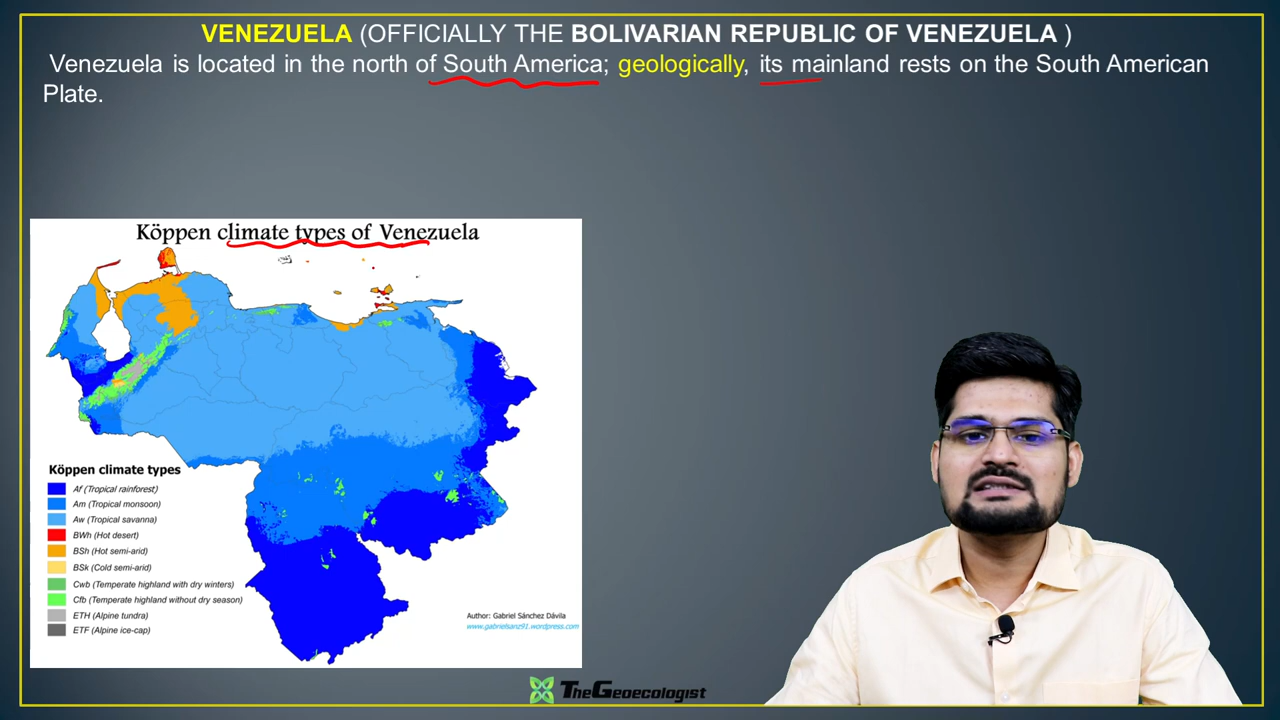 VENEZUELA (OFFICIALLY THE BOLIVARIAN REPUBLIC OF VENEZUELA )
Venezuela is located in the north of South America; geologically, its mainland rests on the South American
Plate.
Köppen climate types of Venezuela
Köppen climate types
Af (Tropical rainforest)
Am (Tropical monsoon)
Aw (Tropical savanna)
BWh (Hot desert)
BSh (Hot semi-arid)
BSk (Cold semi-arid)
Cwb (Temperate highland with dry winters)
Cfb (Temperate highland without dry season)
ETH (Alpine tundra)
ETF (Alpine ice-cap)
Author: Gabriel Sánchez Dávila
www.gabrielsanz91.wordpress.com
TheGeoecologist